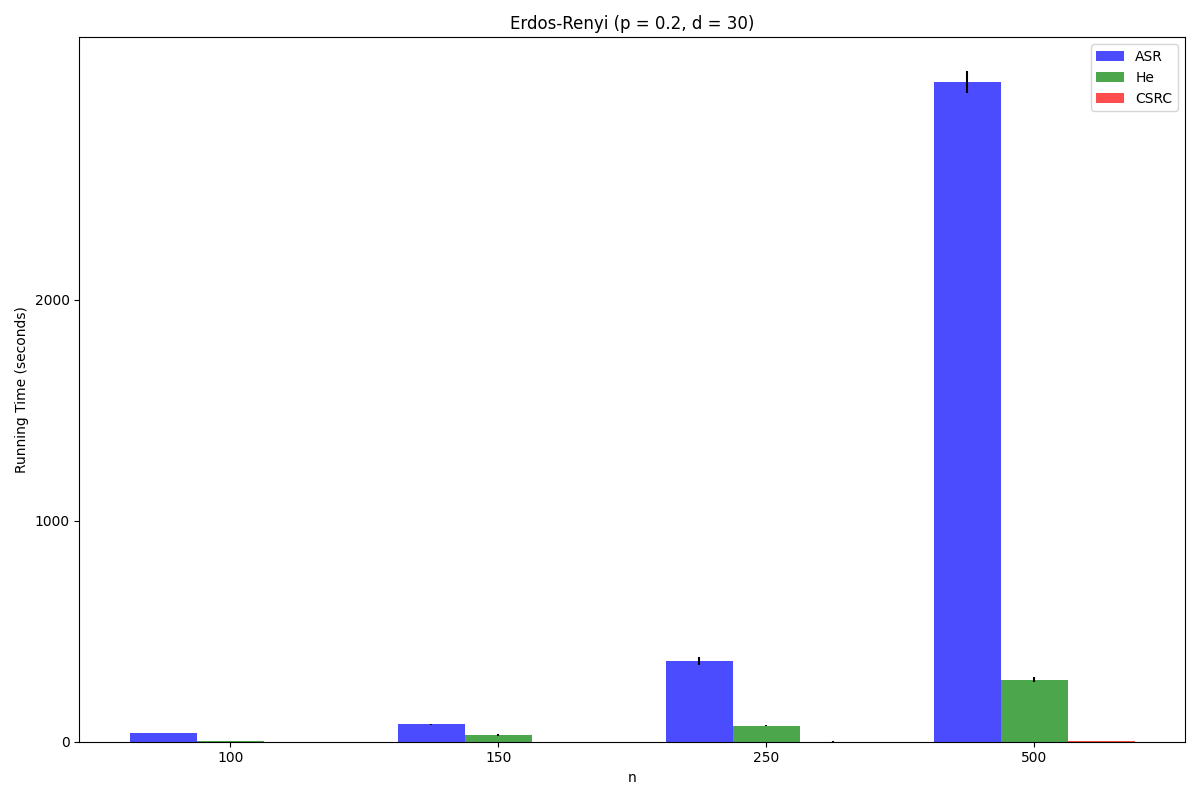 Erdos-Renyi (p = 0.2, d = 30)
ASR
He
CSRC
Running Time (seconds)
2000
1000
0
100 150 250 500
n